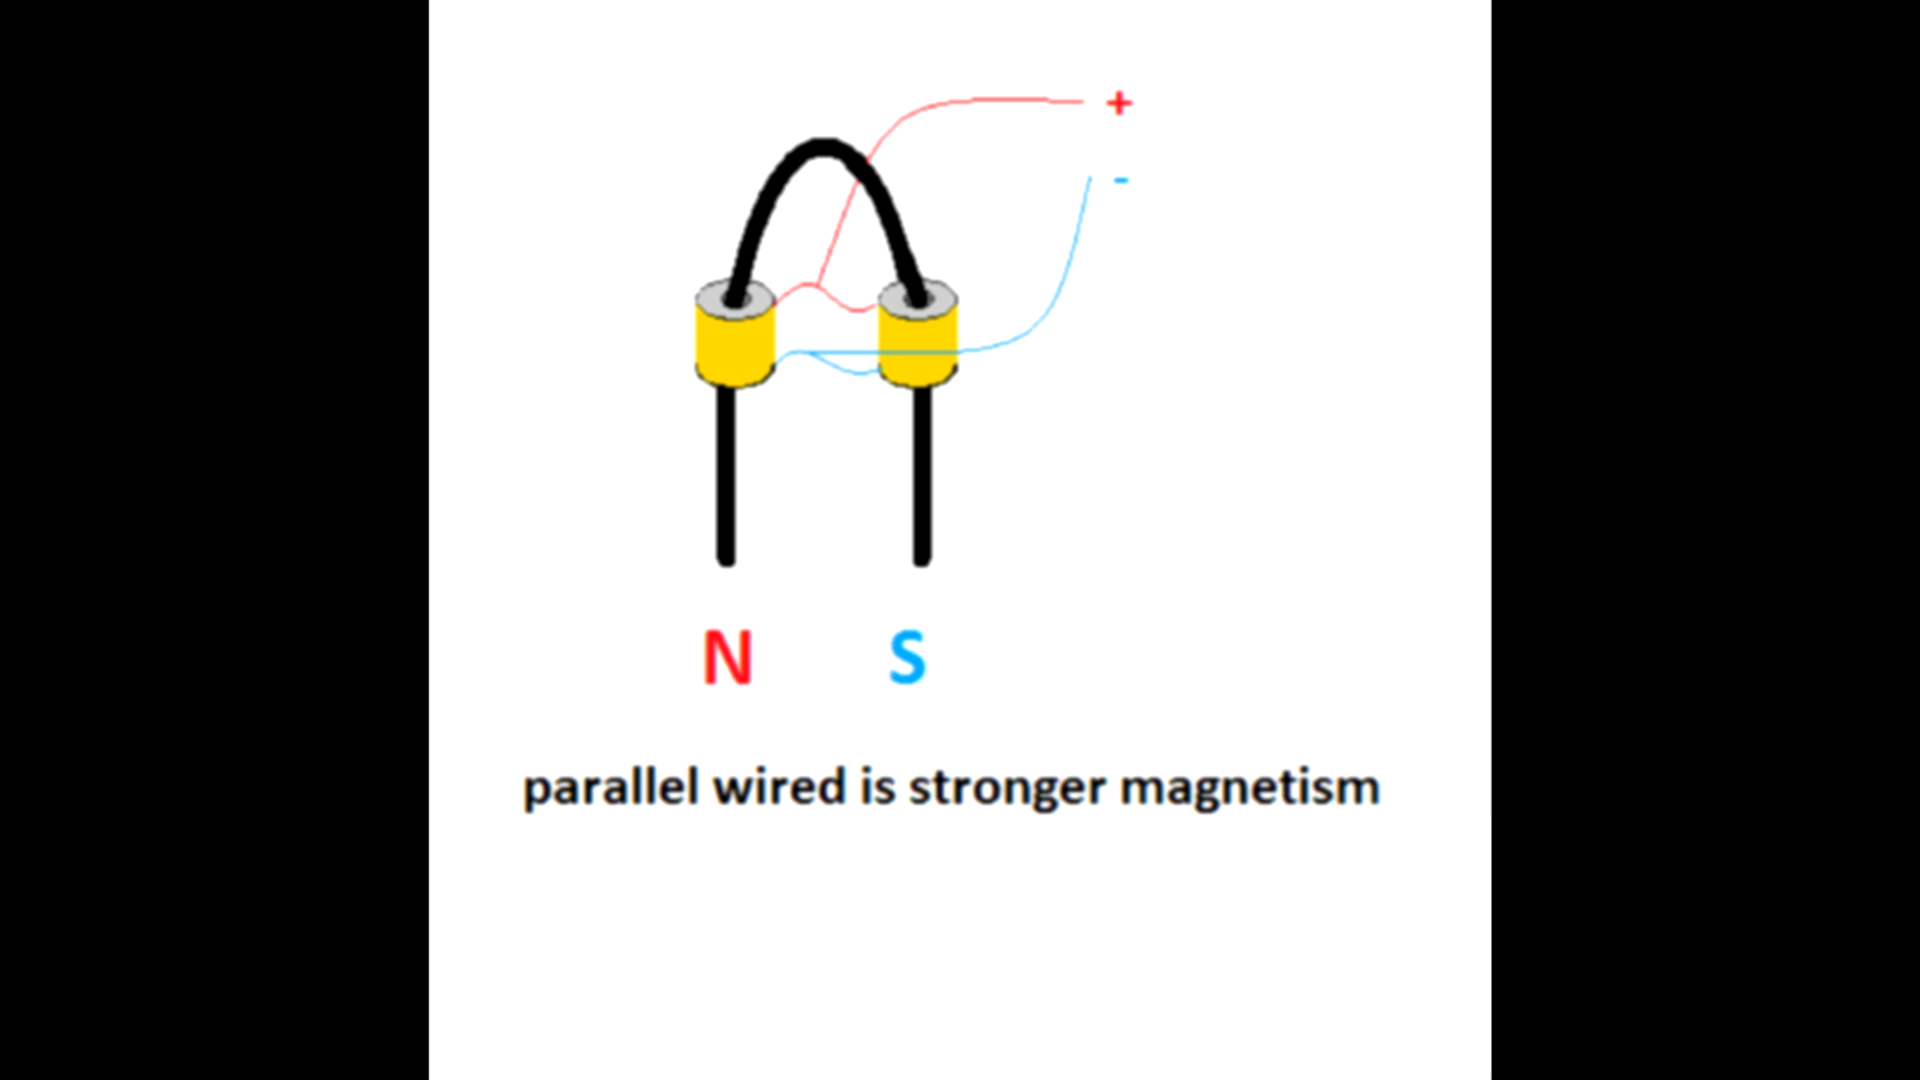 +
-
N S
parallel wired is stronger magnetism